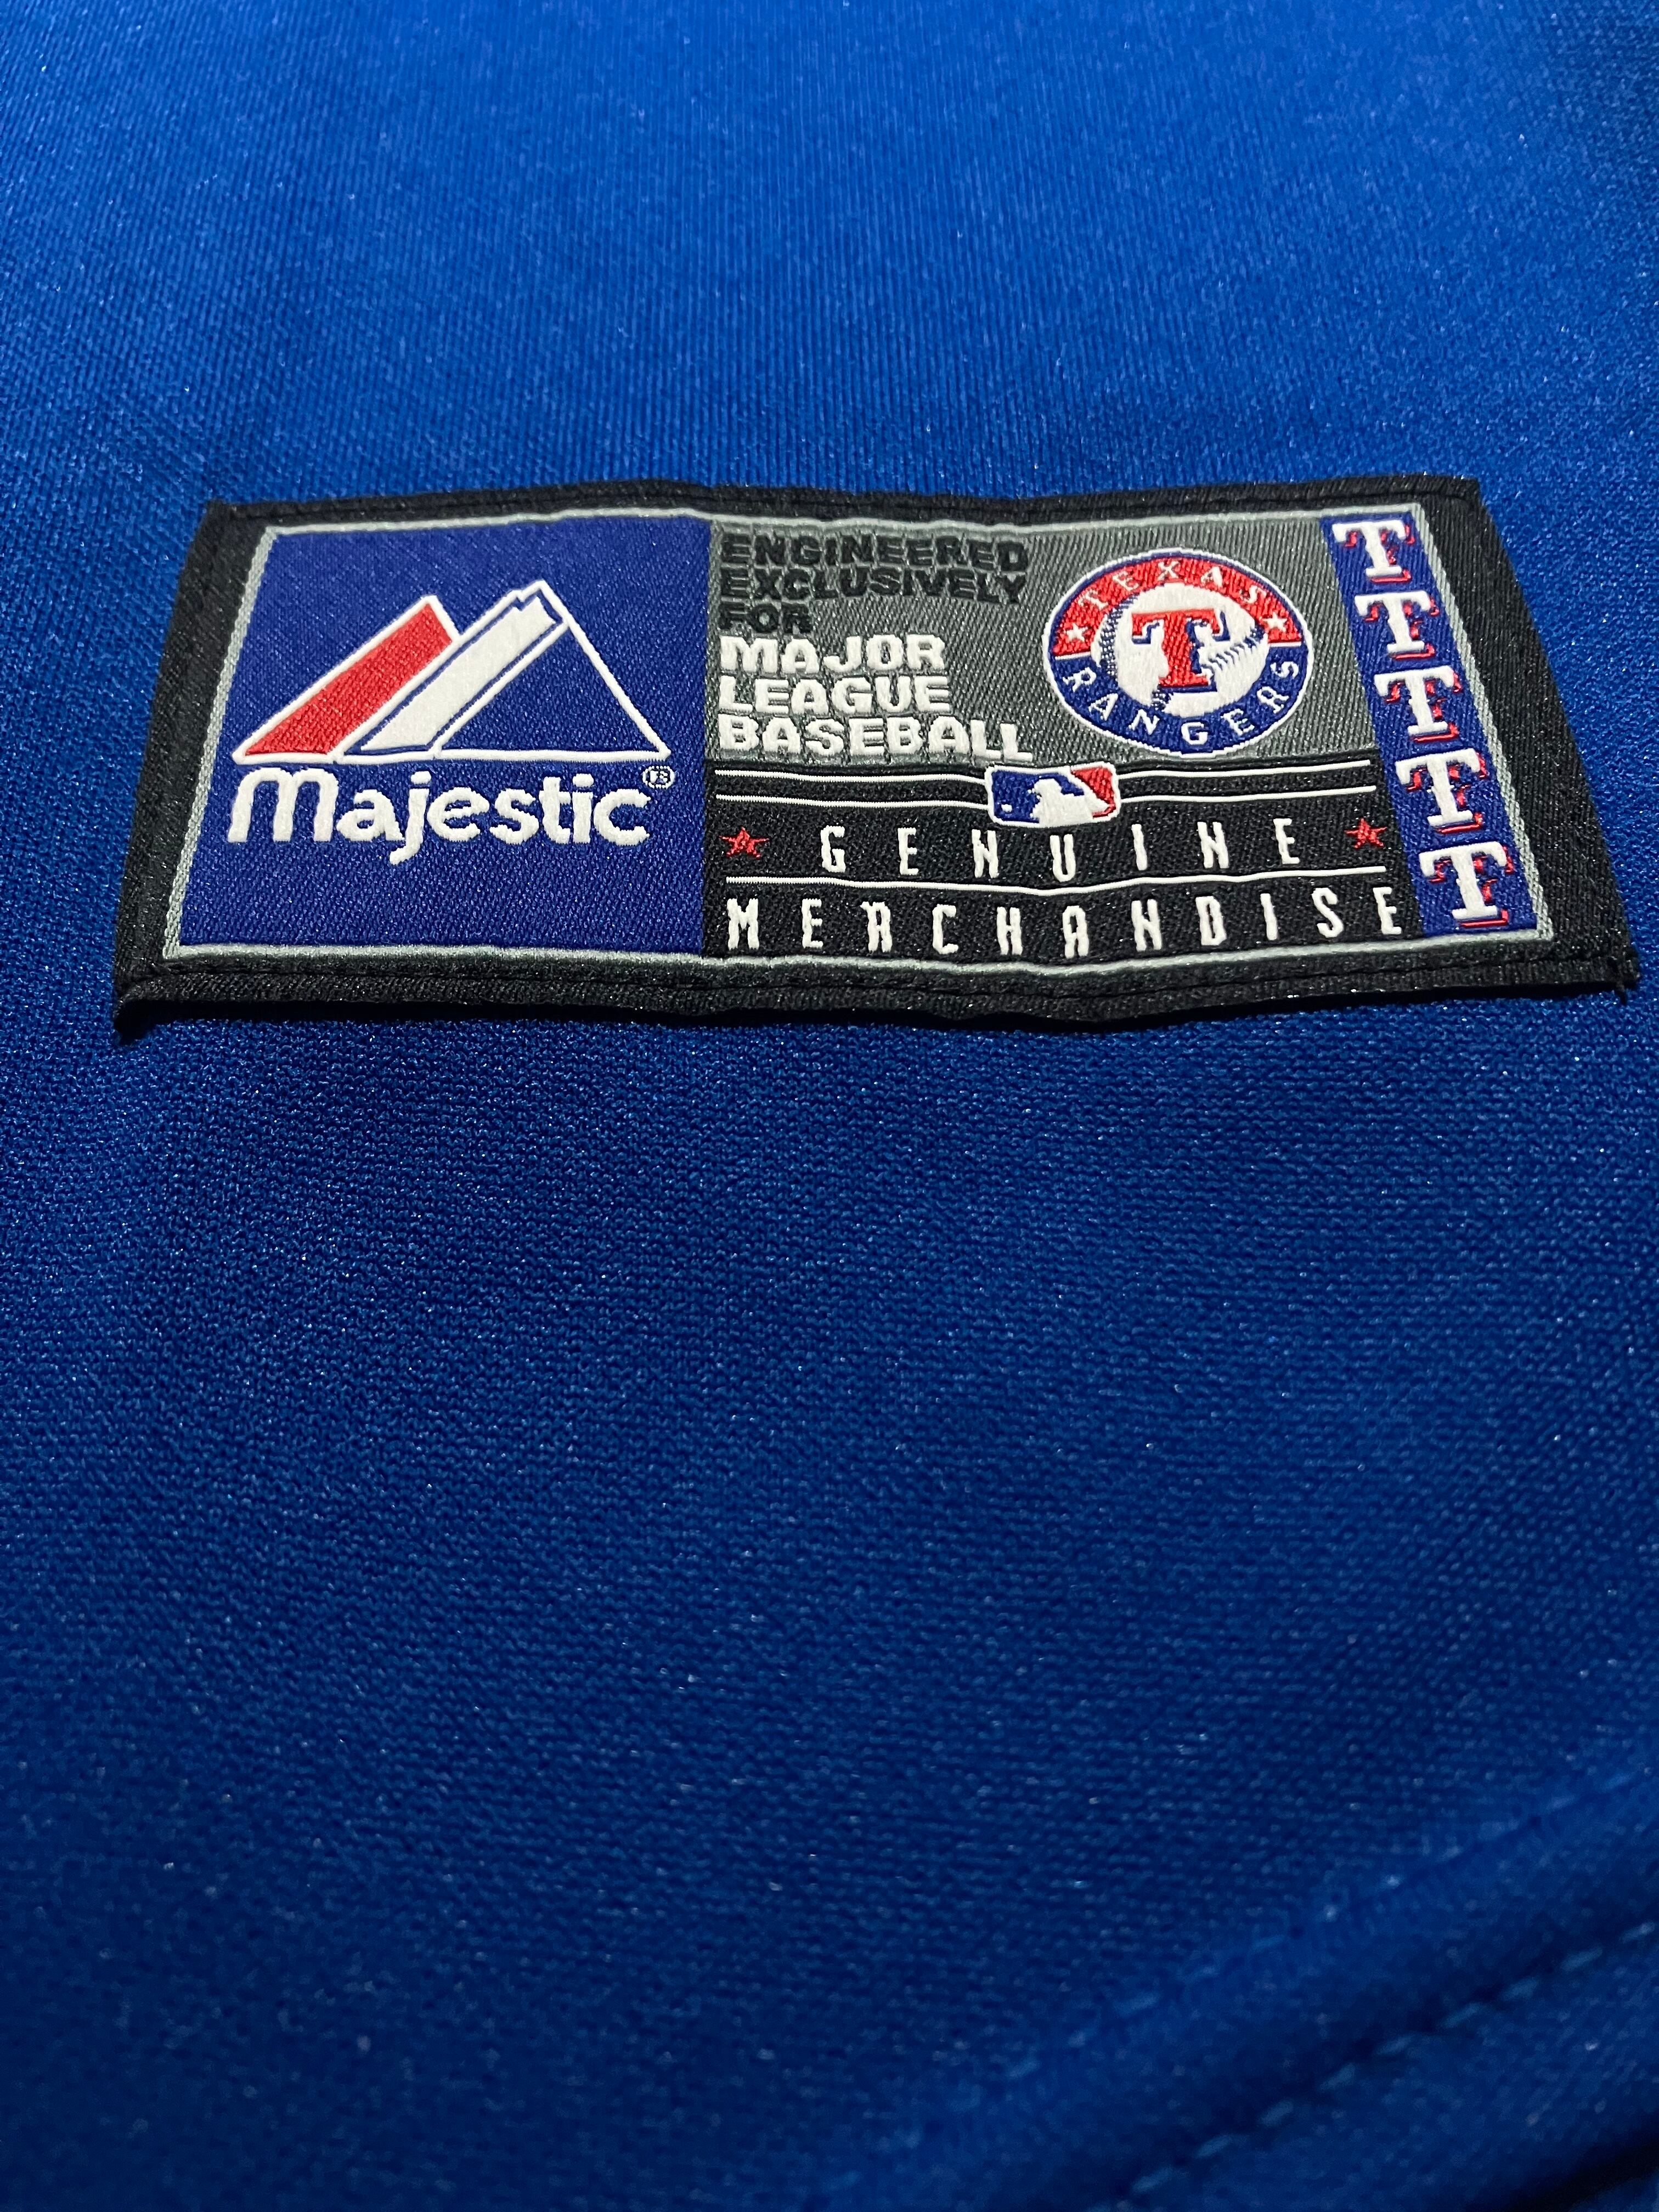 Majestic®
ENGINEERED
EXCLUSIVELY
FOR
MAJOR
LEAGUE
BASEBALL
TEXAS
T
RANGERS
GENUINE
MERCHANDISE
T
T
T
T
T